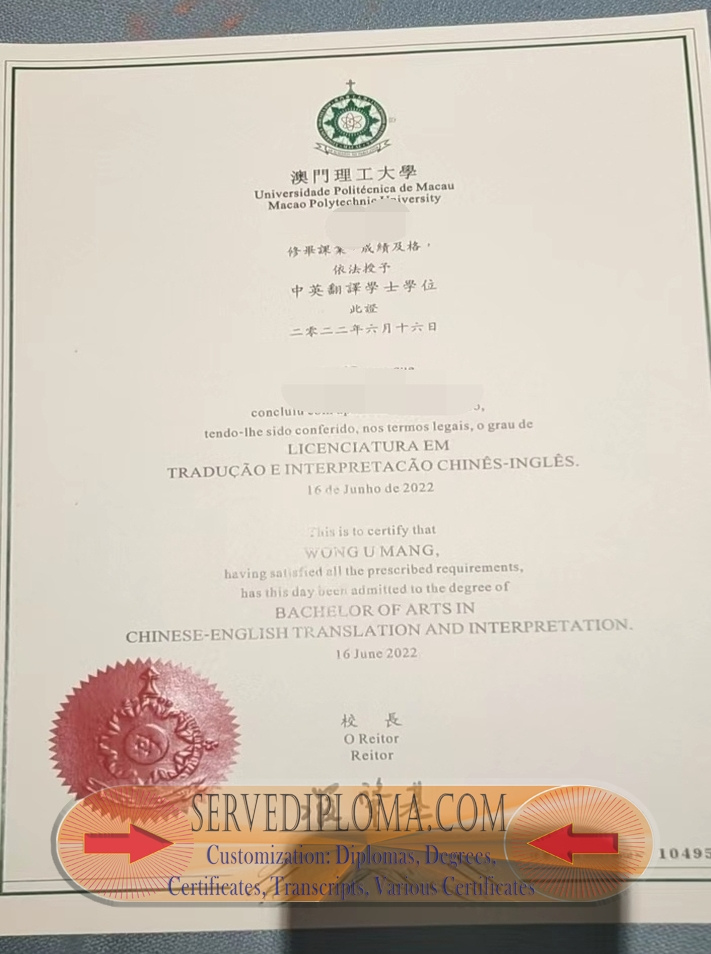 澳門理工大學
Universidade Politécnica de Macau
Macao Polytechnic University
修畢課 成績及格，
依法授予
中英翻譯學士學位
此證
二零二二年六月十六日
tendo-lhe sido conferido, nos termos legais, o grau de
LICENCIATURA EM
TRADUÇÃO E INTERPRETACÃO CHINÊS-INGLÊS.
16 de Junho de 2022
This is to certify that
WONG U MANG,
having satisfied all the prescribed requirements,
has this day been admitted to the degree of
BACHELOR OF ARTS IN
CHINESE-ENGLISH TRANSLATION AND INTERPRETATION.
16 June 2022
校 長
O Reitor
Reitor
SERVEDIPLOMA.COM
Customization: Diplomas, Degrees,
Certificates, Transcripts, Various Certificates
10495